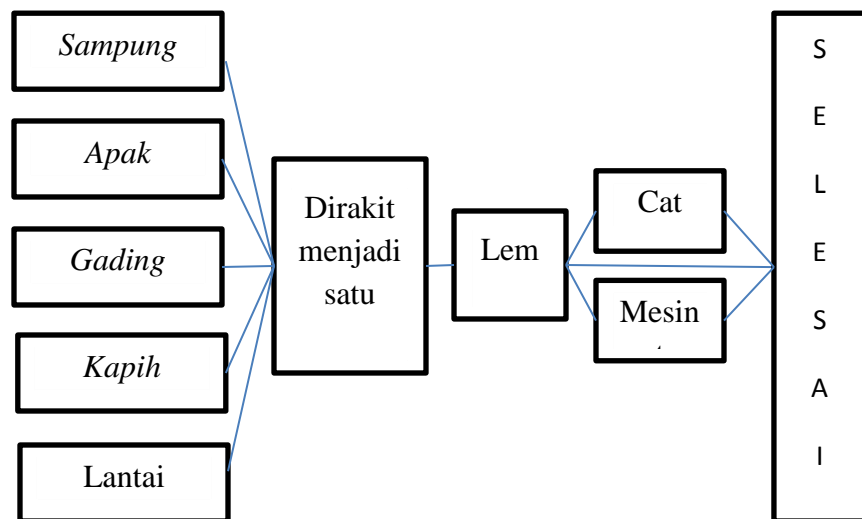 Sampung
Apak
Gading
Kapih
Lantai
Dirakit
menjadi
satu
Lem
Cat
Mesin
S
E
L
E
S
A
I